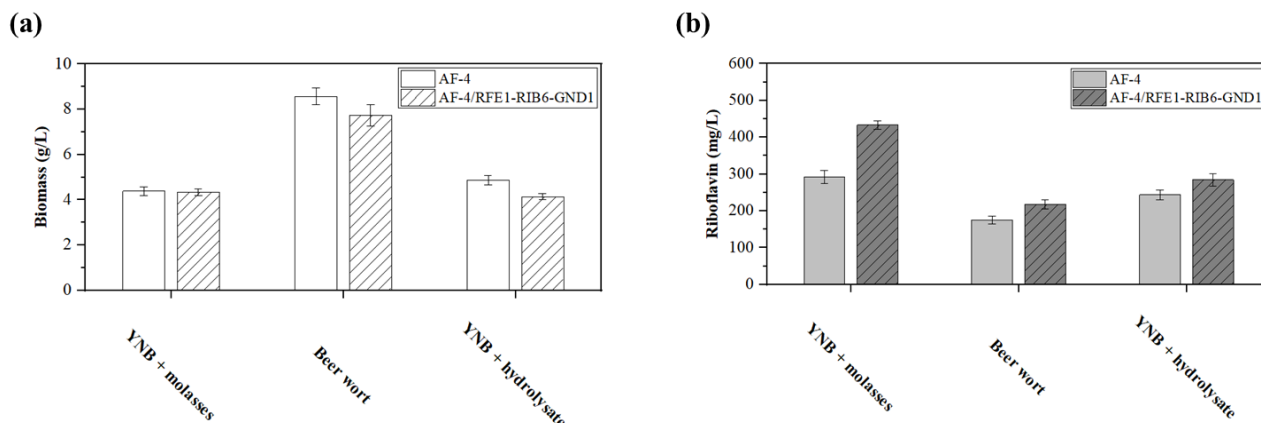 (a)
Biomass (g/L)
10
8
6
4
2
0
AF-4
AF-4/RFE1-RIB6-GND1
YNB + molasses
Beer wort
YNB + hydrolysate
(b)
Riboflavin (mg/L)
600
500
400
300
200
100
0
AF-4
AF-4/RFE1-RIB6-GND1
YNB + molasses
Beer wort
YNB + hydrolysate